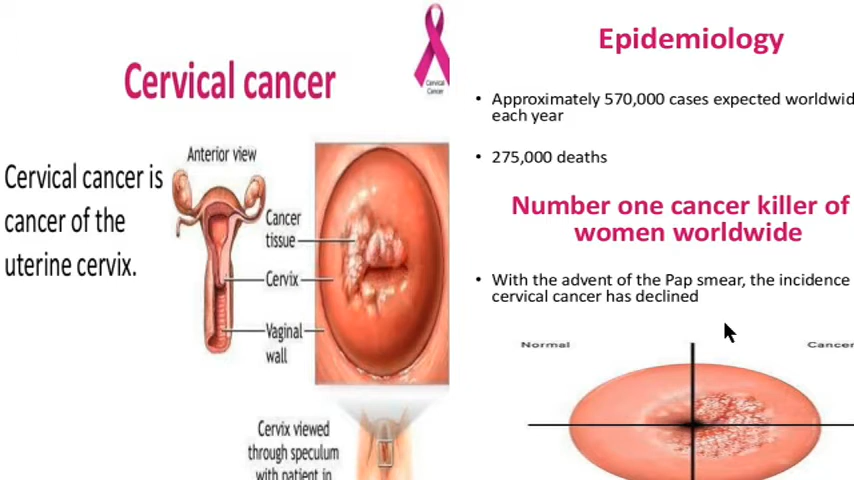 Cervical cancer
Cervical
Cancer
Cervical cancer is
cancer of the
uterine cervix.
Anterior view
Cancer
tissue
Cervix
Vaginal
wall
Cervix viewed
through speculum
with patient in
Epidemiology
• Approximately 570,000 cases expected worldwid
each year
• 275,000 deaths
Number one cancer killer of
women worldwide
• With the advent of the Pap smear, the incidence
cervical cancer has declined
Normal
Cancer